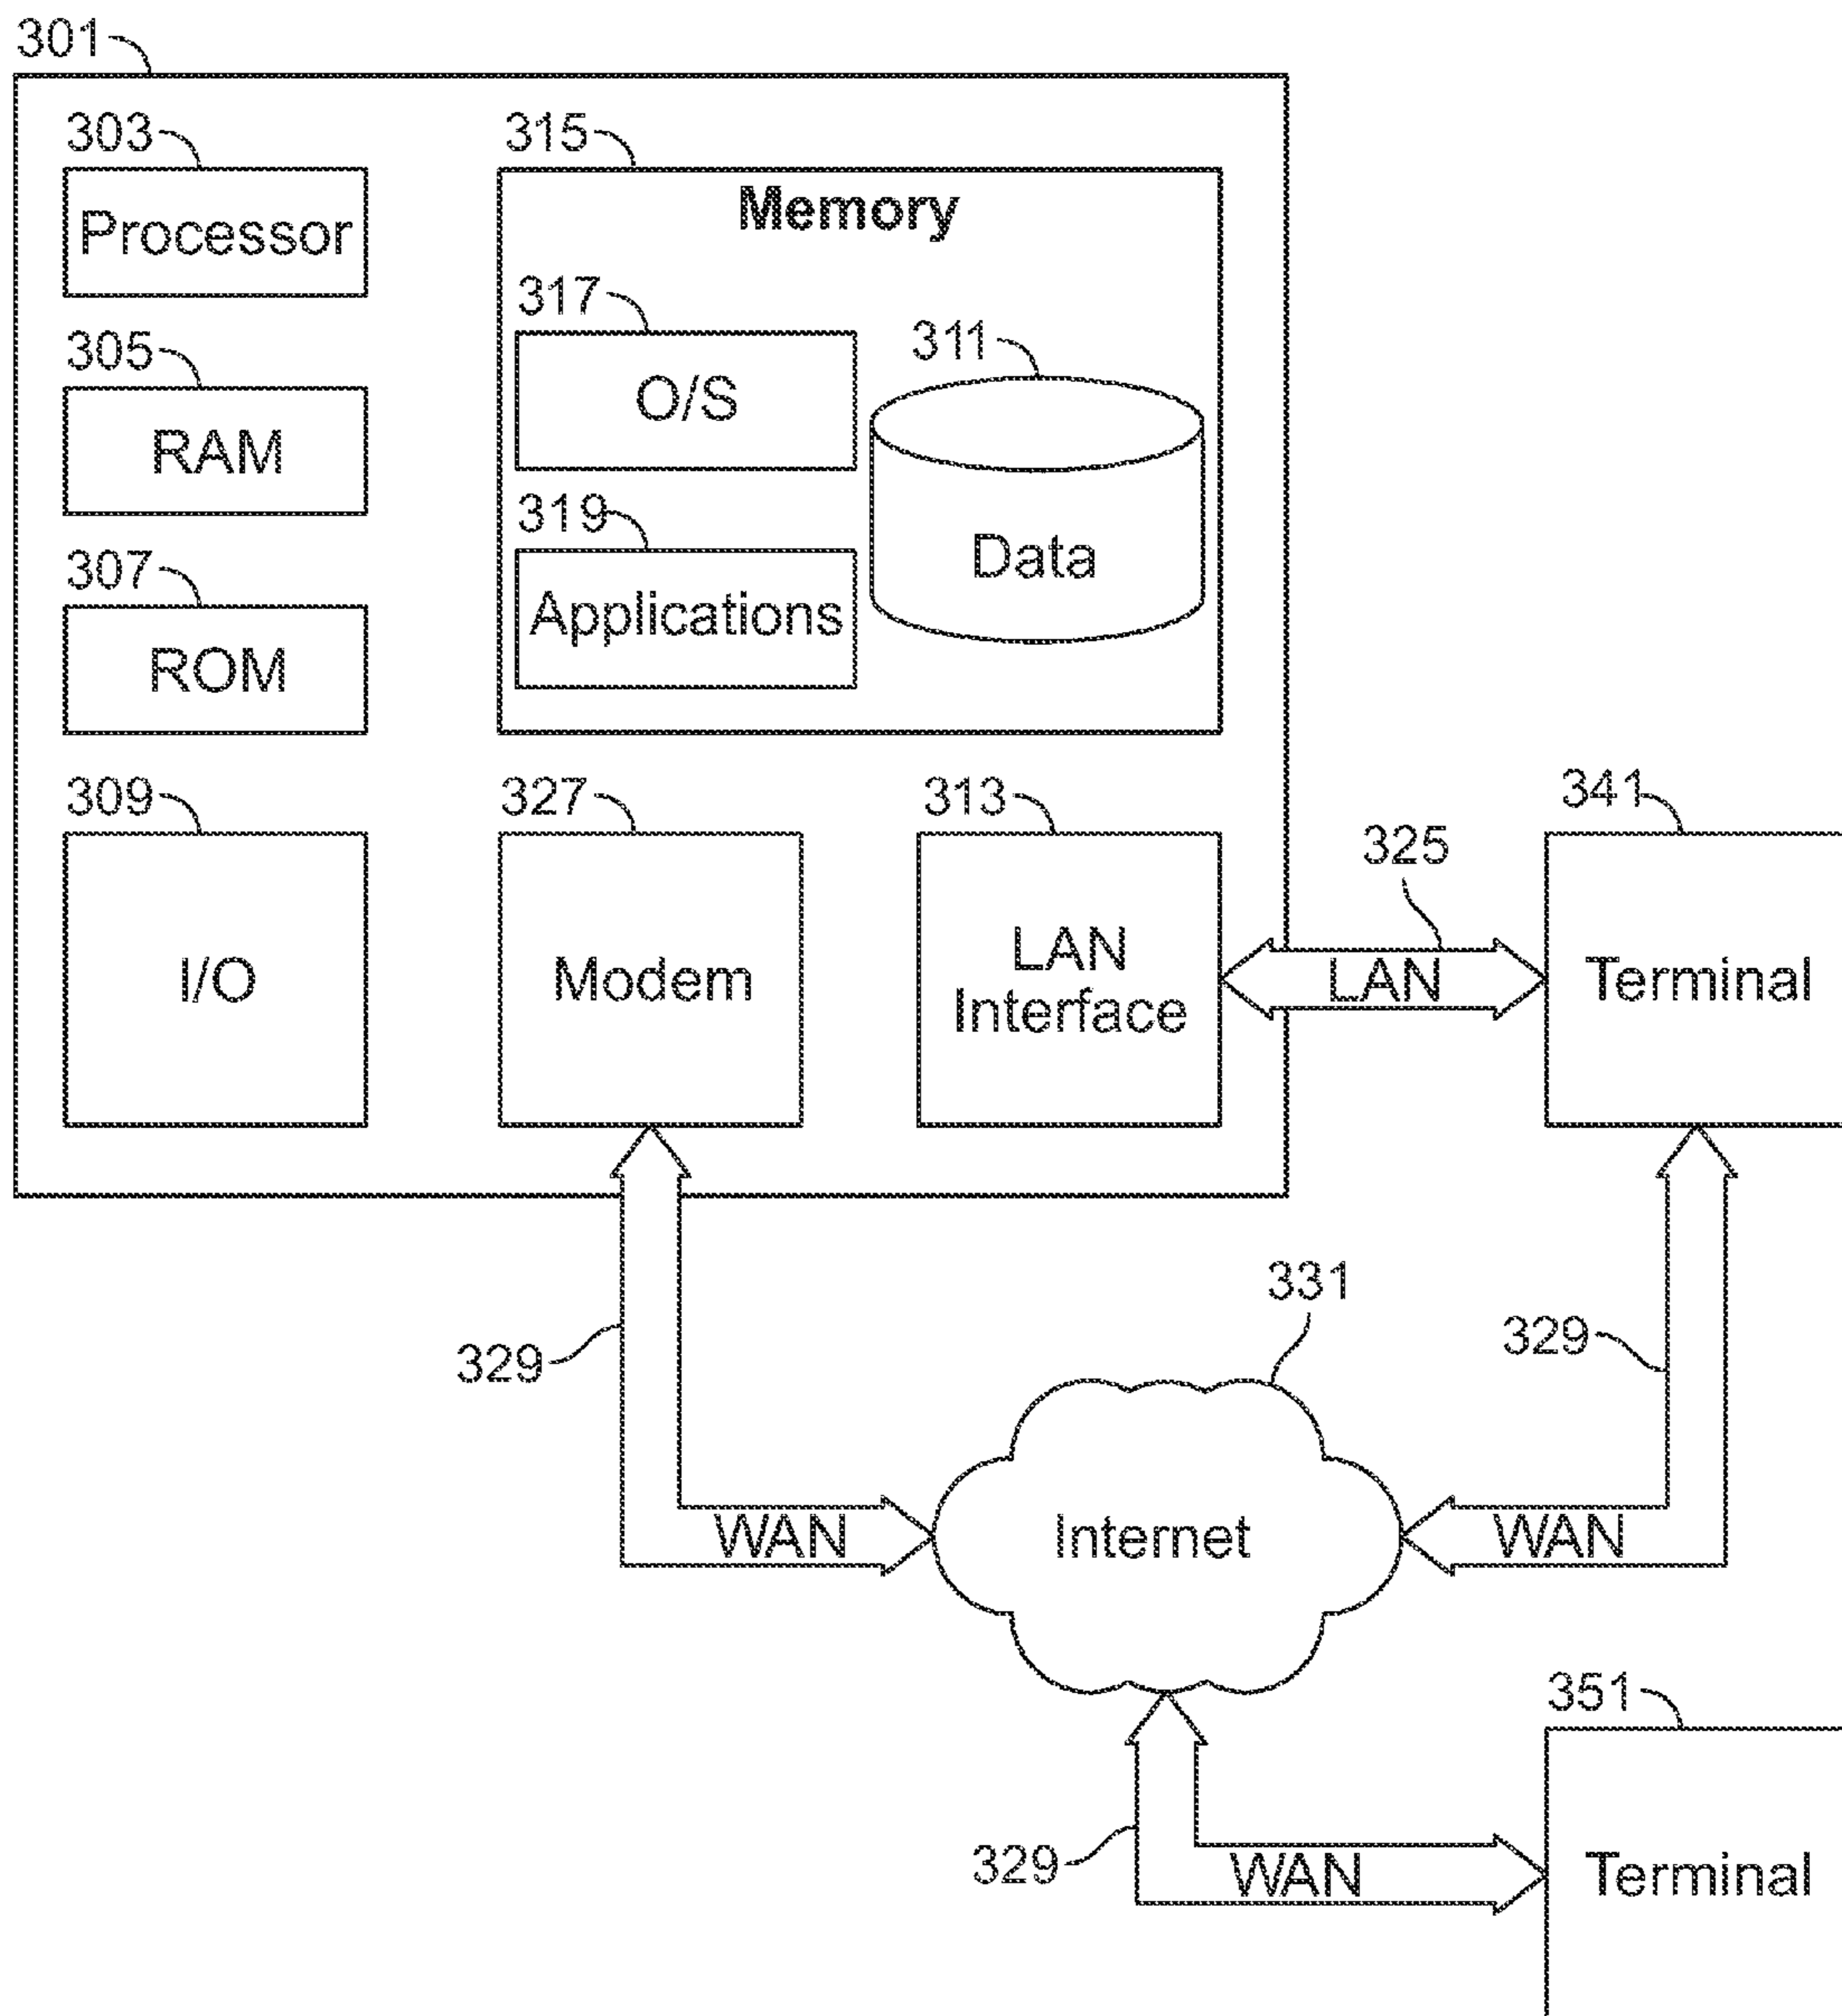 301
303
Processor
305
RAM
307
ROM
309
I/O
315
Memory
317
O/S
311
Data
319
Applications
327
Modem
313
LAN
Interface
325
LAN
341
Terminal
329
WAN
331
Internet
329
WAN
329
WAN
351
Terminal